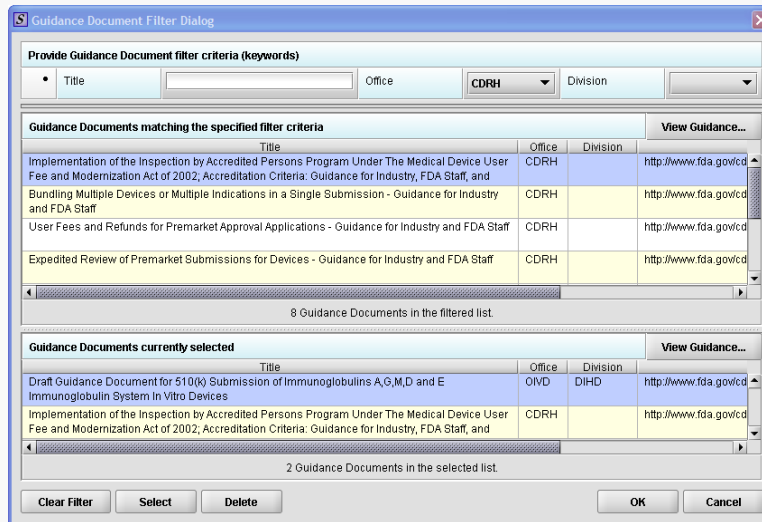 S Guidance Document Filter Dialog
Provide Guidance Document filter criteria (keywords)
• Title Office CDRH Division
Guidance Documents matching the specified filter criteria View Guidance...
Title Office Division
Implementation of the Inspection by Accredited Persons Program Under The Medical Device User CDRH http://www.fda.gov/cd
Fee and Modernization Act of 2002; Accreditation Criteria: Guidance for Industry, FDA Staff, and
Bundling Multiple Devices or Multiple Indications in a Single Submission - Guidance for Industry CDRH http://www.fda.gov/cd
and FDA Staff
User Fees and Refunds for Premarket Approval Applications - Guidance for Industry and FDA Staff CDRH http://www.fda.gov/cd
Expedited Review of Premarket Submissions for Devices - Guidance for Industry and FDA Staff CDRH http://www.fda.gov/cd
8 Guidance Documents in the filtered list.
Guidance Documents currently selected View Guidance...
Title Office Division
Draft Guidance Document for 510(k) Submission of Immunoglobulins A,G,M,D and E OIVD DIHD http://www.fda.gov/cd
Immunoglobulin System In Vitro Devices
Implementation of the Inspection by Accredited Persons Program Under The Medical Device User CDRH http://www.fda.gov/cd
Fee and Modernization Act of 2002; Accreditation Criteria: Guidance for Industry, FDA Staff, and
2 Guidance Documents in the selected list.
Clear Filter Select Delete OK Cancel